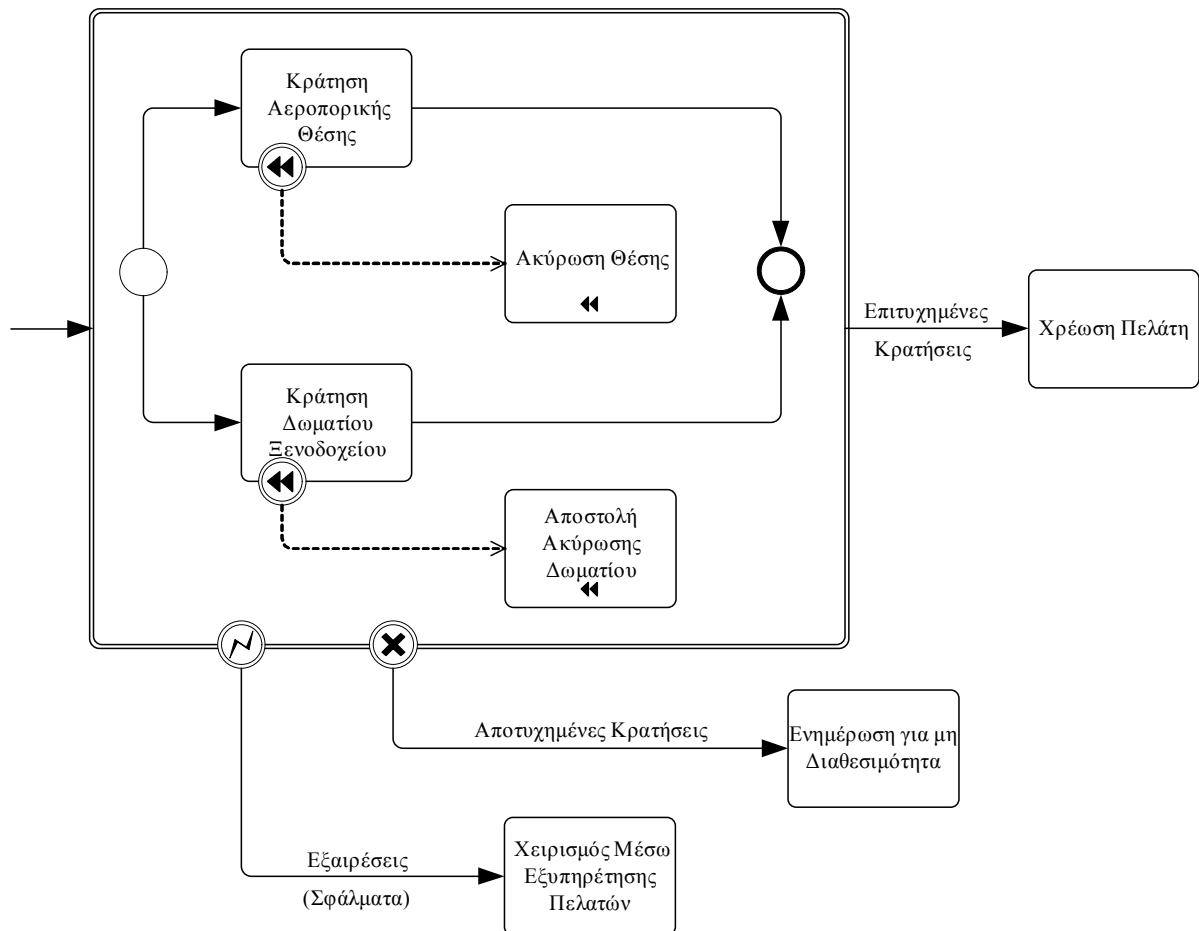 Κράτηση
Αεροπορικής
Θέσης
Ακύρωση Θέσης
Επιτυχημένες
Κρατήσεις
Χρέωση Πελάτη
Κράτηση
Δωματίου
Ξενοδοχείου
Αποστολή
Ακύρωσης
Δωματίου
Αποτυχημένες Κρατήσεις
Ενημέρωση για μη
Διαθεσιμότητα
Εξαιρέσεις
(Σφάλματα)
Χειρισμός Μέσω
Εξυπηρέτησης
Πελατών